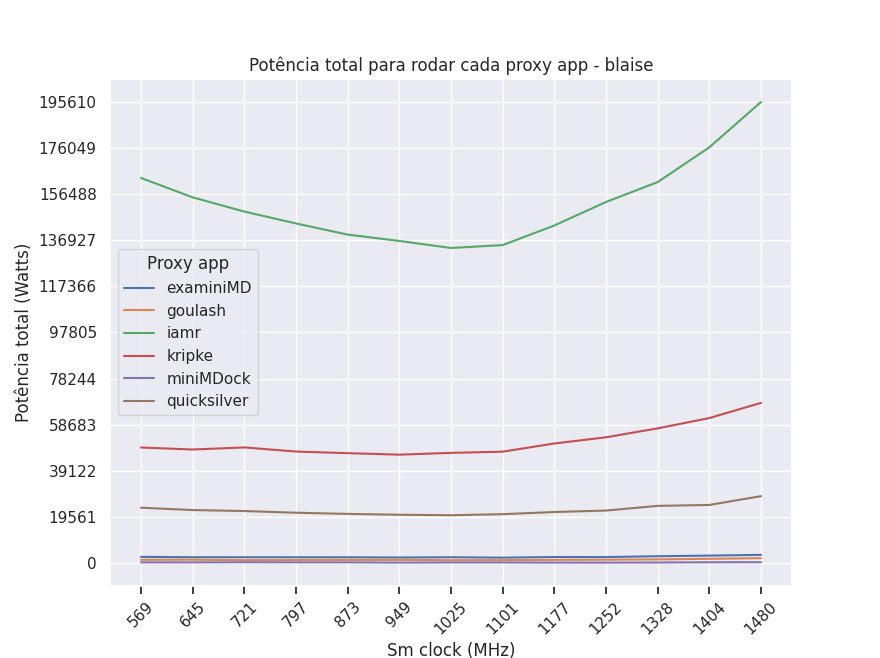 Potência total para rodar cada proxy app - blaise
195610
176049
156488
136927
117366
97805
78244
58683
39122
19561
0
Potência total (Watts)
Proxy app
examiniMD
goulash
iamr
kripke
miniMDock
quicksilver
569
645
721
797
873
949
1025
1101
1177
1252
1328
1404
1480
Sm clock (MHz)